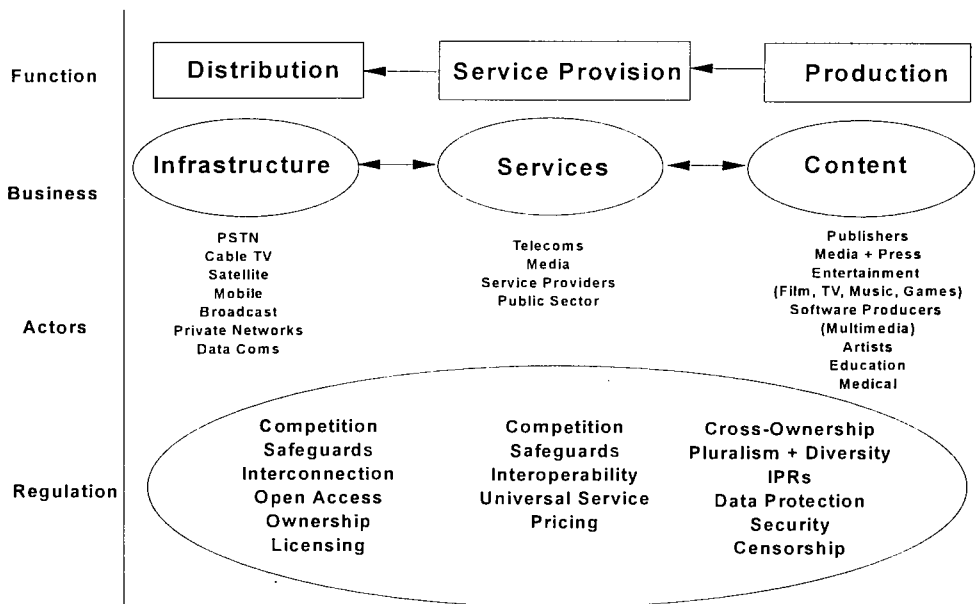 Function
Distribution
Service Provision
Production
Business
Infrastructure
Services
Content
Actors
PSTN
Cable TV
Satellite
Mobile
Broadcast
Private Networks
Data Coms
Telecoms
Media
Service Providers
Public Sector
Publishers
Media + Press
Entertainment
(Film, TV, Music, Games)
Software Producers
(Multimedia)
Artists
Education
Medical
Regulation
Competition
Safeguards
Interconnection
Open Access
Ownership
Licensing
Competition
Safeguards
Interoperability
Universal Service
Pricing
Cross-Ownership
Pluralism + Diversity
IPRs
Data Protection
Security
Censorship